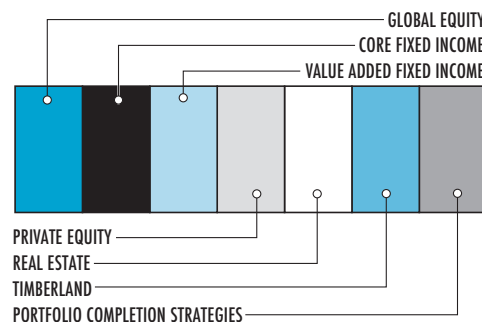 GLOBAL EQUITY
CORE FIXED INCOME
VALUE ADDED FIXED INCOME
PRIVATE EQUITY
REAL ESTATE
TIMBERLAND
PORTFOLIO COMPLETION STRATEGIES